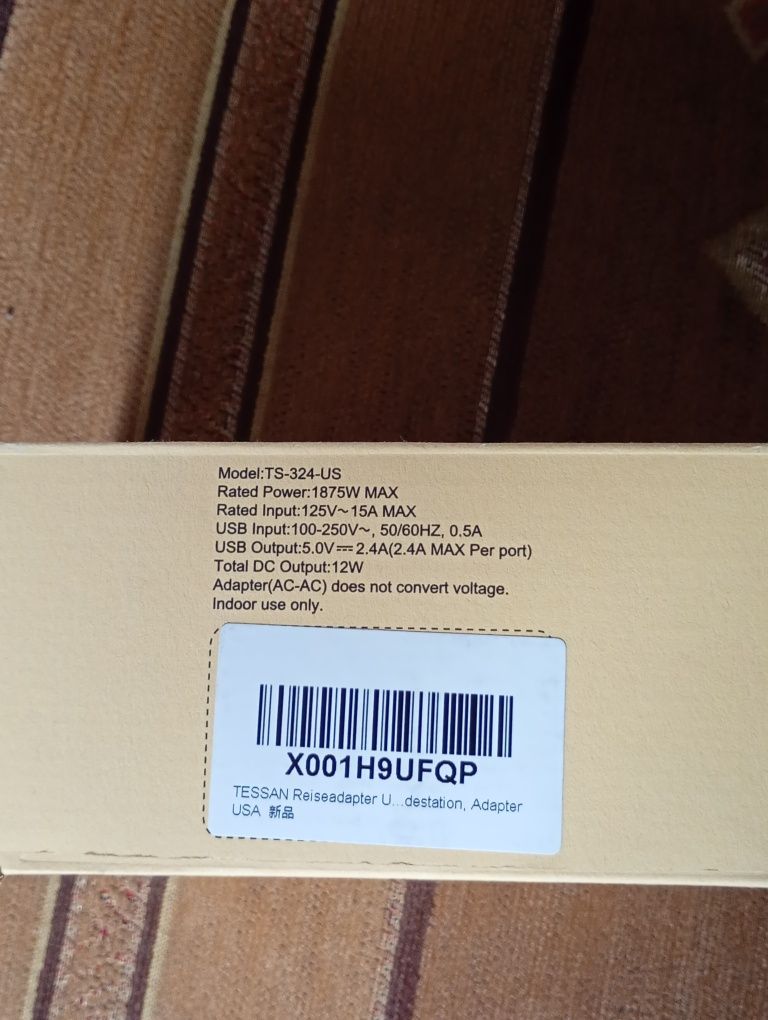 Model:TS-324-US
Rated Power:1875W MAX
Rated Input:125V~15A MAX
USB Input:100-250V~, 50/60HZ, 0.5A
USB Output:5.0V⎓2.4A(2.4A MAX Per port)
Total DC Output:12W
Adapter(AC-AC) does not convert voltage.
Indoor use only.
X001H9UFQP
TESSAN Reiseadapter U...destation, Adapter
USA 新品